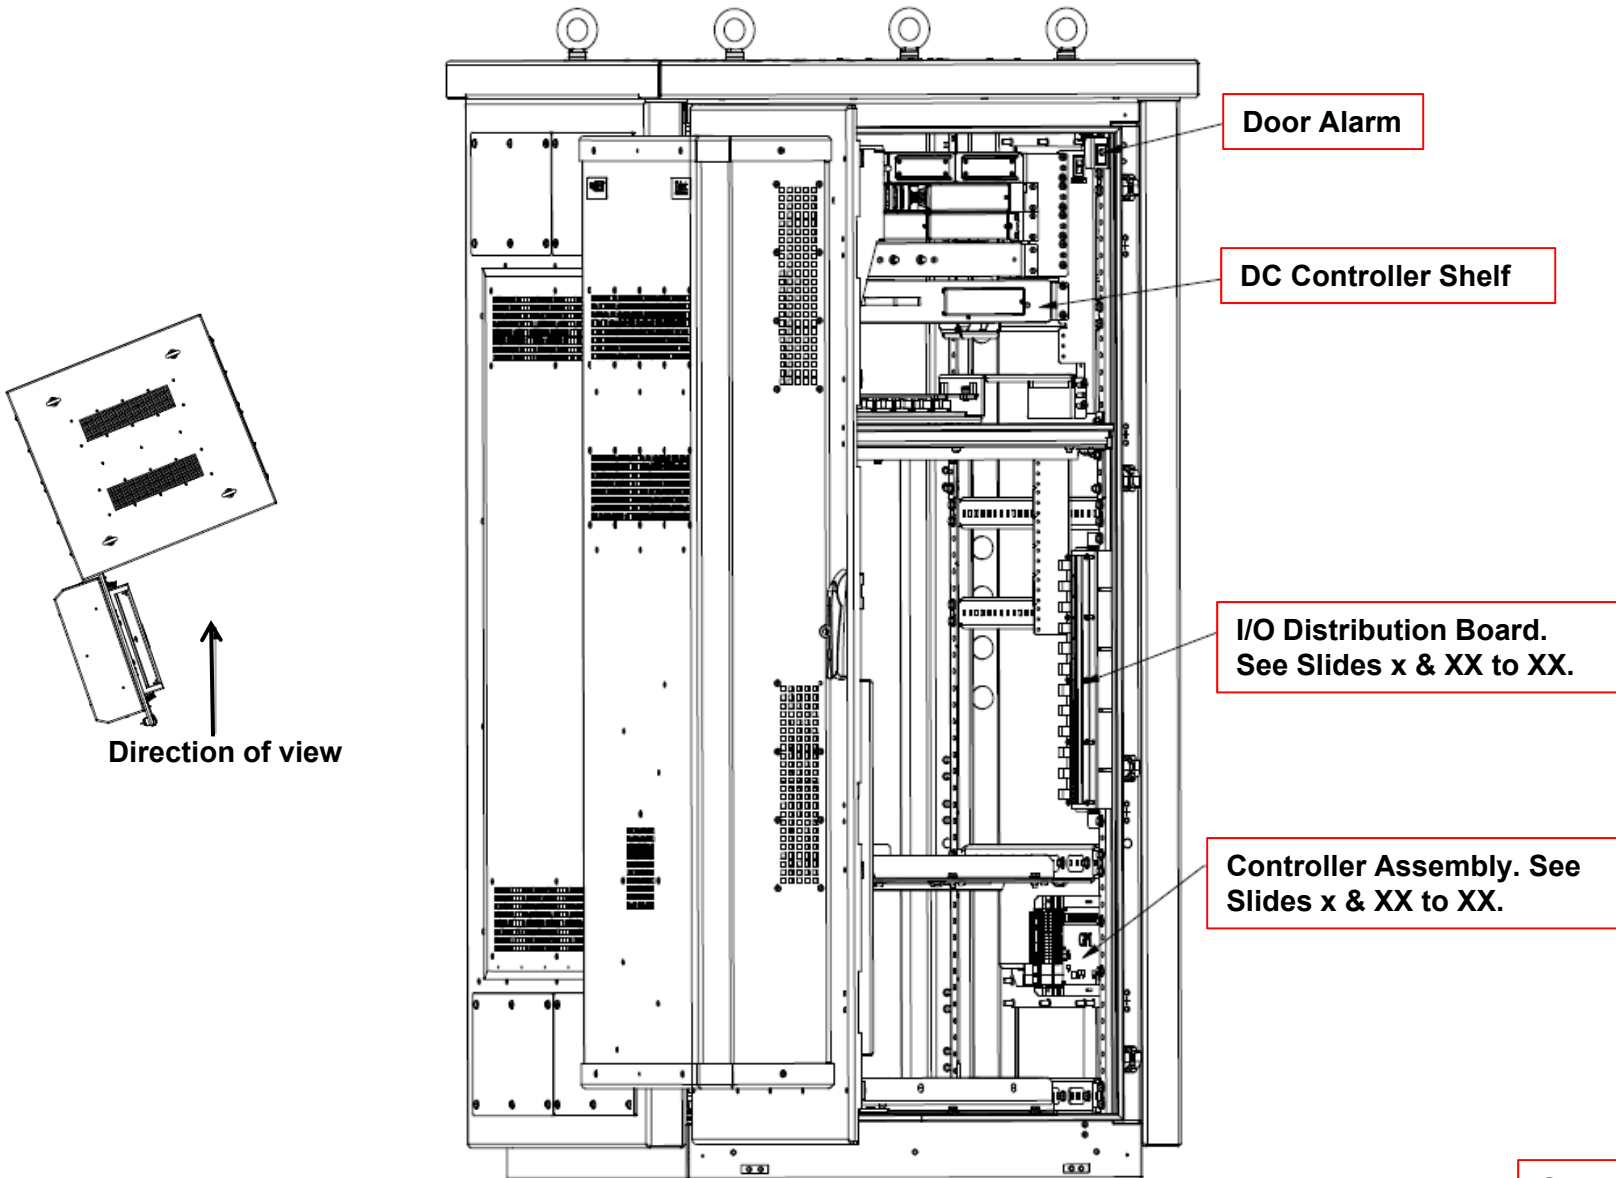 Door Alarm
DC Controller Shelf
I/O Distribution Board.
See Slides x & XX to XX.
Direction of view
Controller Assembly. See
Slides x & XX to XX.